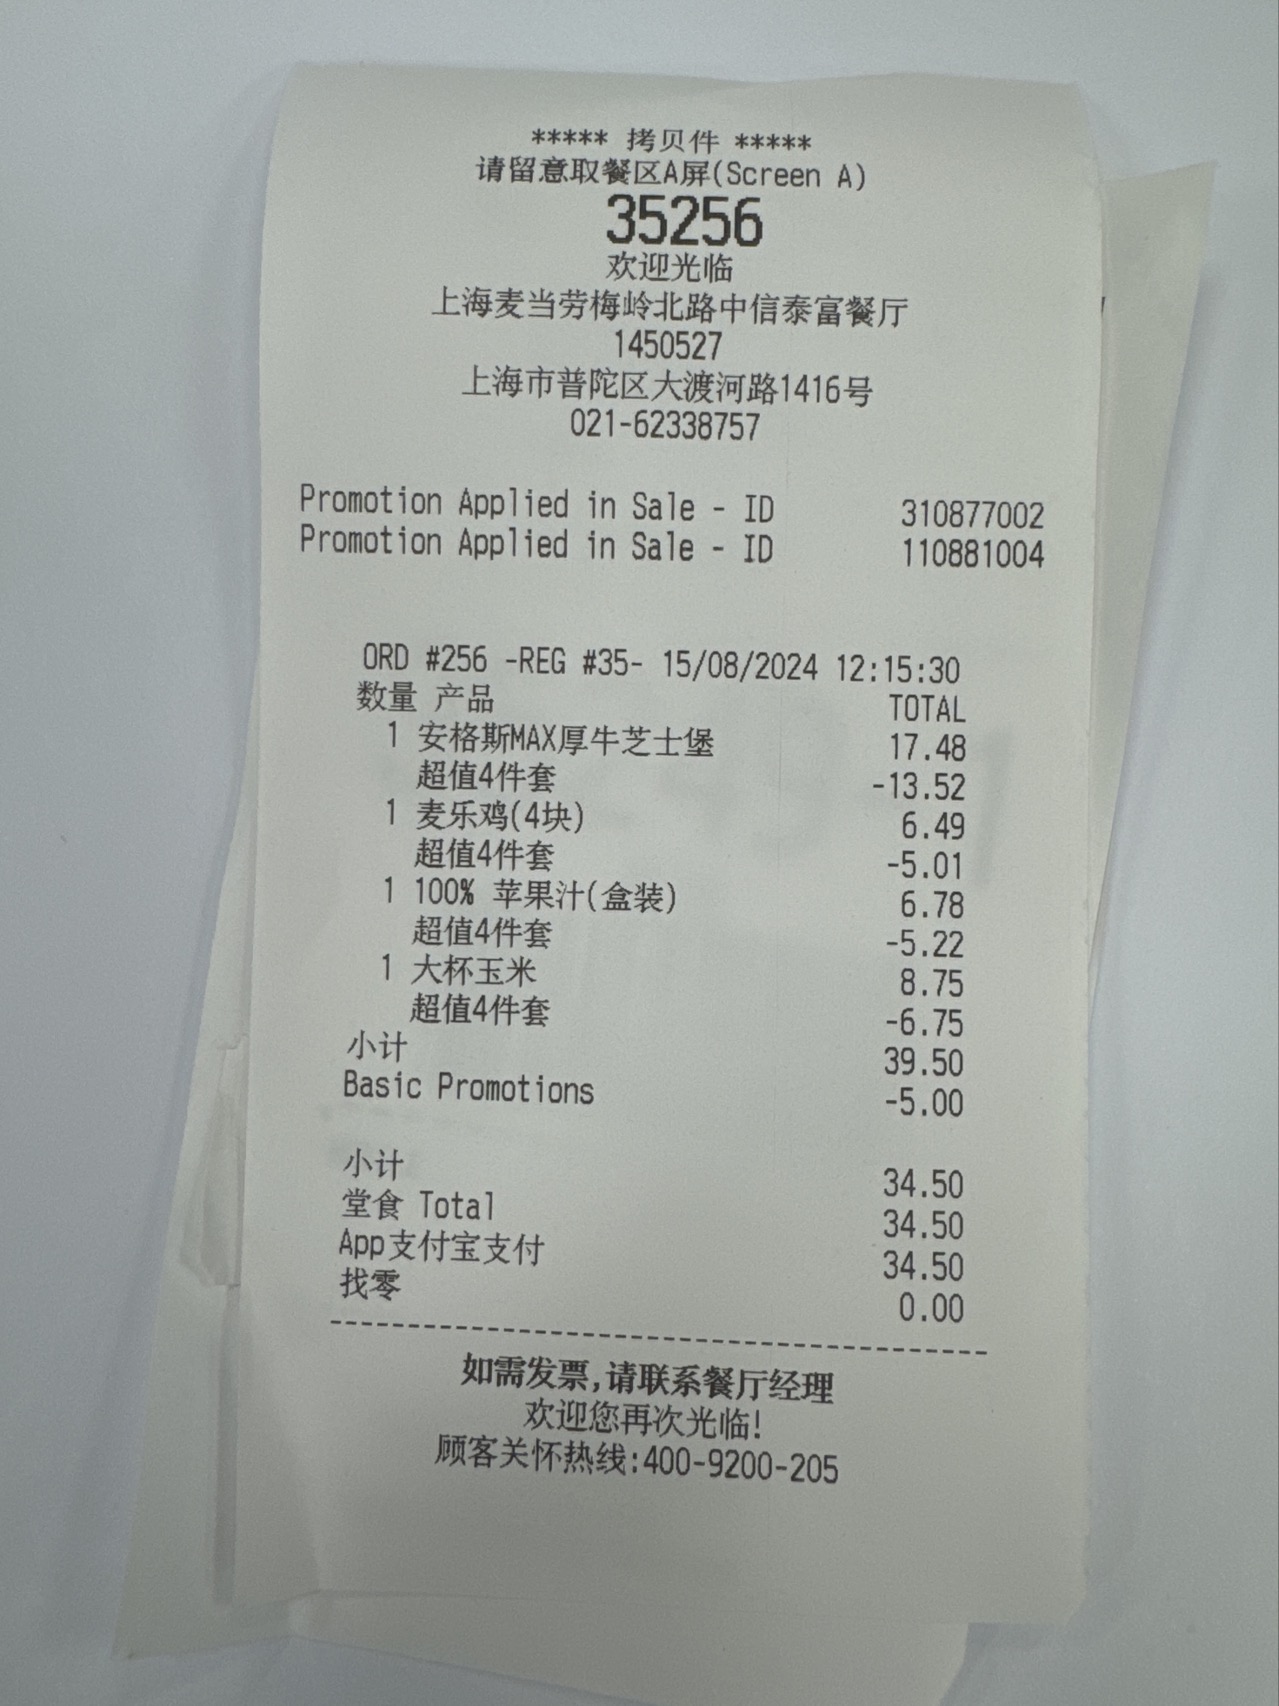 ***** 拷贝件 *****
请留意取餐区A屏(Screen A)
35256
欢迎光临
上海麦当劳梅岭北路中信泰富餐厅
1450527
上海市普陀区大渡河路1416号
021-62338757
Promotion Applied in Sale - ID 310877002
Promotion Applied in Sale - ID 110881004
ORD #256 -REG #35- 15/08/2024 12:15:30
数量 产品 TOTAL
1 安格斯MAX厚牛芝士堡 17.48
超值4件套 -13.52
1 麦乐鸡(4块) 6.49
超值4件套 -5.01
1 100% 苹果汁(盒装) 6.78
超值4件套 -5.22
1 大杯玉米 8.75
超值4件套 -6.75
小计 39.50
Basic Promotions -5.00
小计 34.50
堂食 Total 34.50
App支付宝支付 34.50
找零 0.00
如需发票,请联系餐厅经理
欢迎您再次光临!
顾客关怀热线:400-9200-205